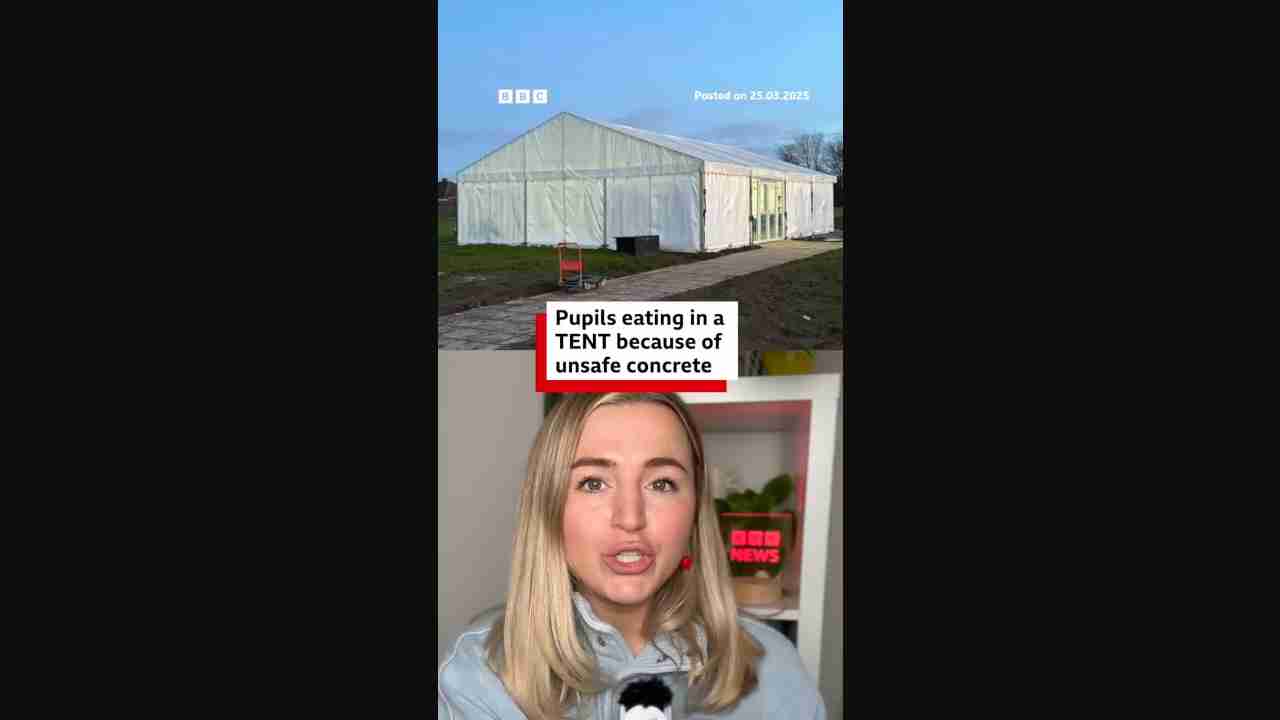 BBC
Posted on 25.03.2025
Pupils eating in a
TENT because of
unsafe concrete
BBC
NEWS